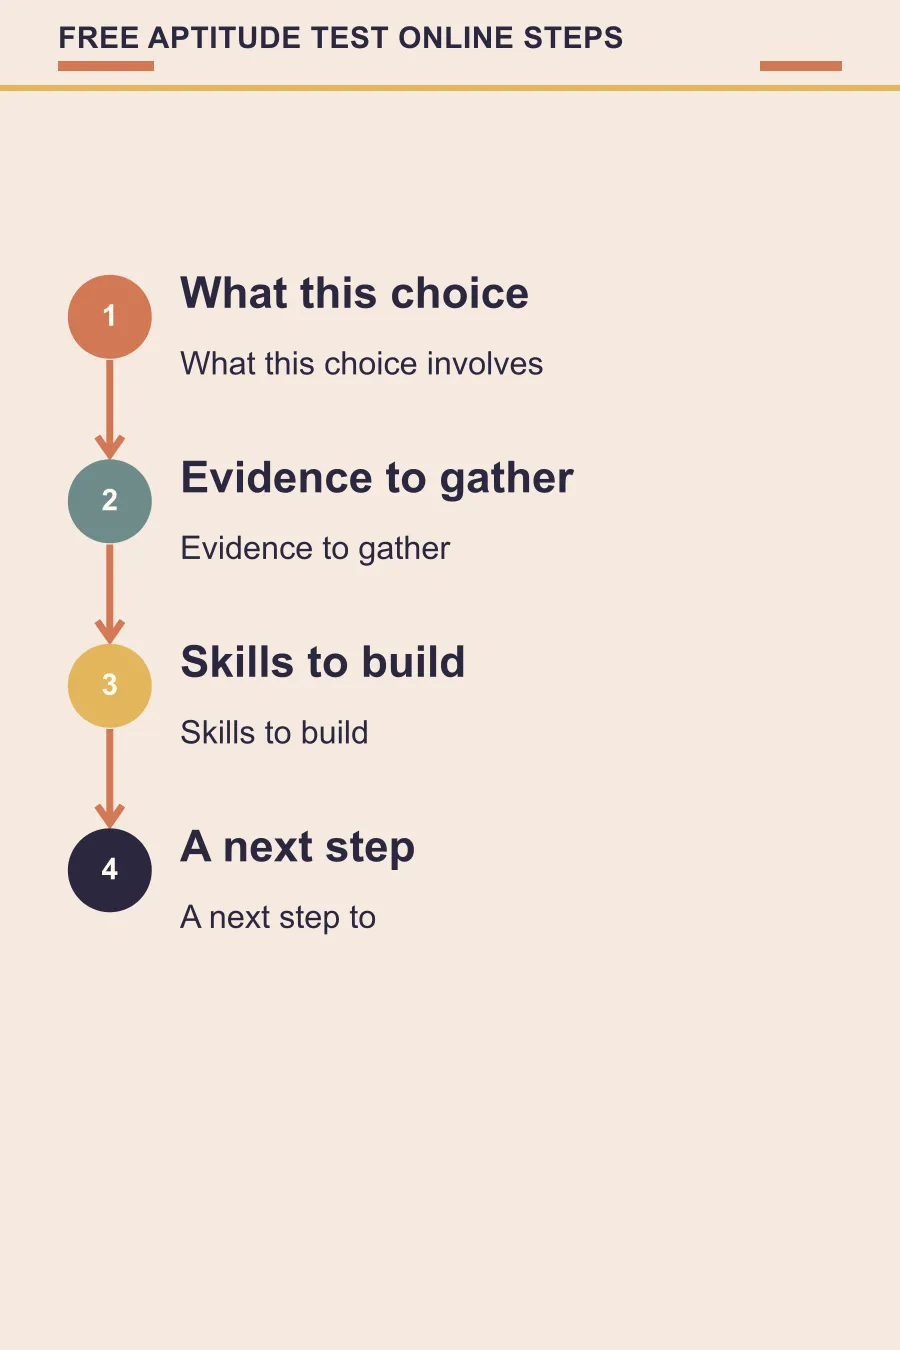 FREE APTITUDE TEST ONLINE STEPS
1
What this choice
What this choice involves
2
Evidence to gather
Evidence to gather
3
Skills to build
Skills to build
4
A next step
A next step to